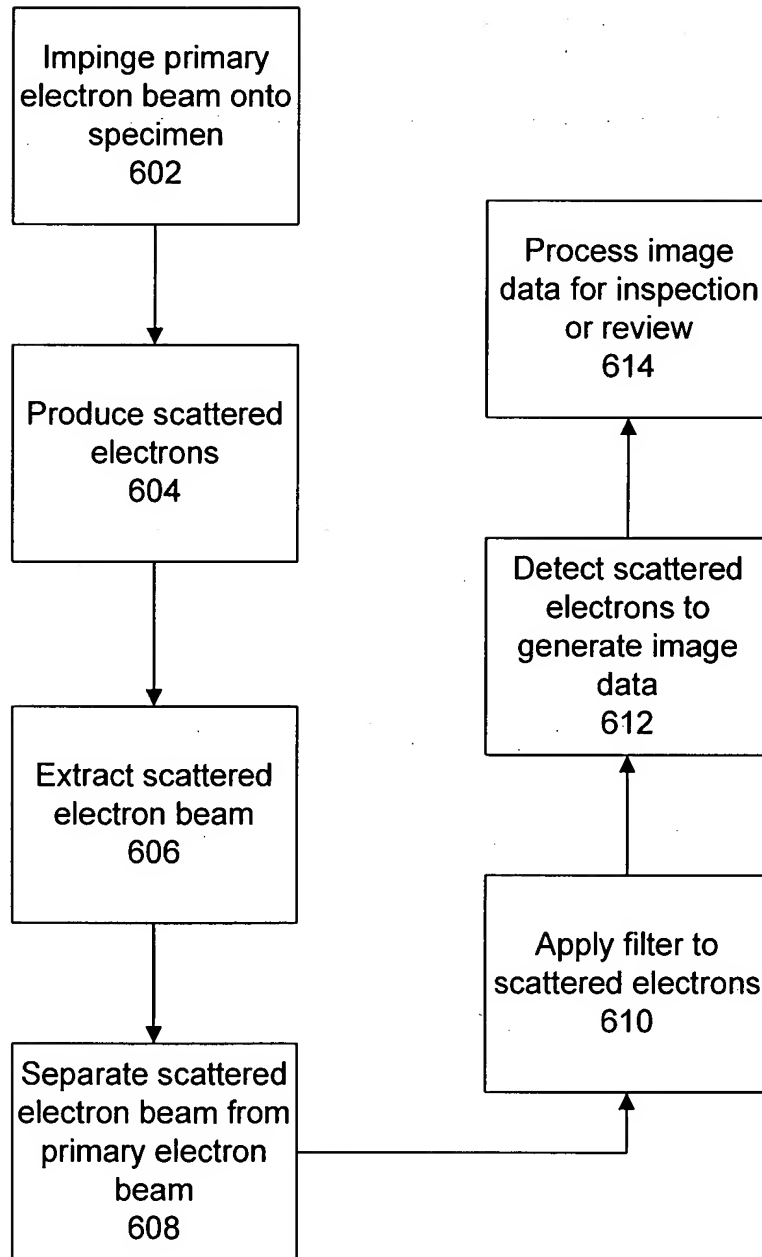 Impinge primary
electron beam onto
specimen
602
Produce scattered
electrons
604
Extract scattered
electron beam
606
Separate scattered
electron beam from
primary electron
beam
608
Apply filter to
scattered electrons
610
Detect scattered
electrons to
generate image
data
612
Process image
data for inspection
or review
614